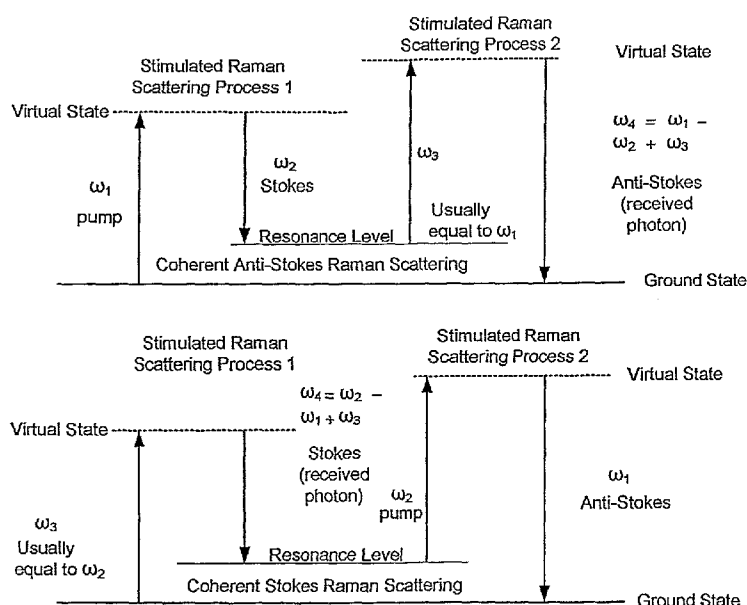 Stimulated Raman
Scattering Process 2
Virtual State
Stimulated Raman
Scattering Process 1
Virtual State
ω₄ = ω₁ –
ω₂ + ω₃
ω₁
pump
ω₂
Stokes
ω₃
Anti-Stokes
(received
photon)
Usually
equal to ω₁
Resonance Level
Coherent Anti-Stokes Raman Scattering
Ground State
Stimulated Raman
Scattering Process 1
Stimulated Raman
Scattering Process 2
Virtual State
ω₄ = ω₂ –
ω₁ + ω₃
Virtual State
Stokes
(received
photon)
ω₂
pump
ω₁
Anti-Stokes
ω₃
Usually
equal to ω₂
Resonance Level
Coherent Stokes Raman Scattering
Ground State